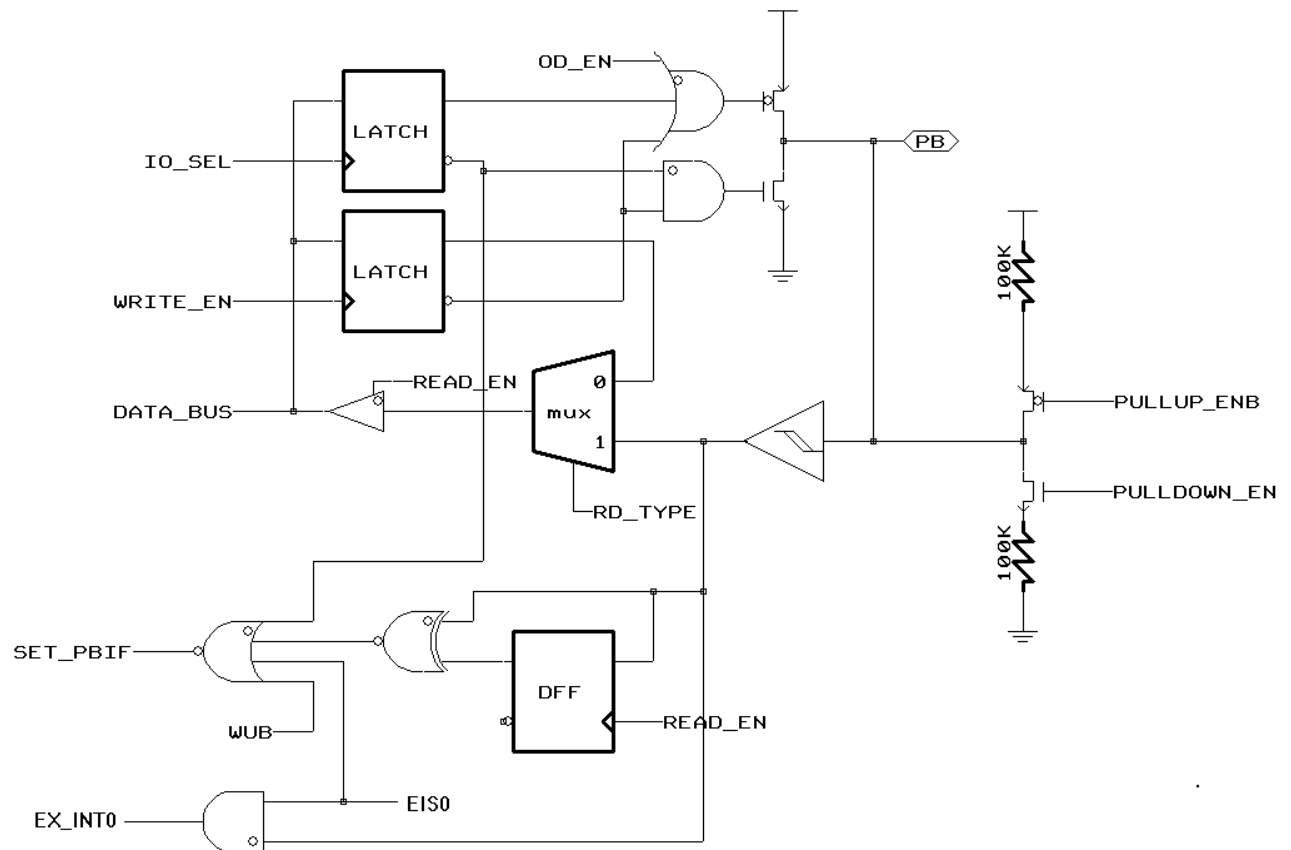 OD_EN
LATCH
IO_SEL
PB
LATCH
WRITE_EN
100K
READ_EN
0
DATA_BUS
mux
PULLUP_ENB
1
PULLDOWN_EN
RD_TYPE
100K
SET_PBIF
DFF
WUB
READ_EN
EIS0
EX_INT0